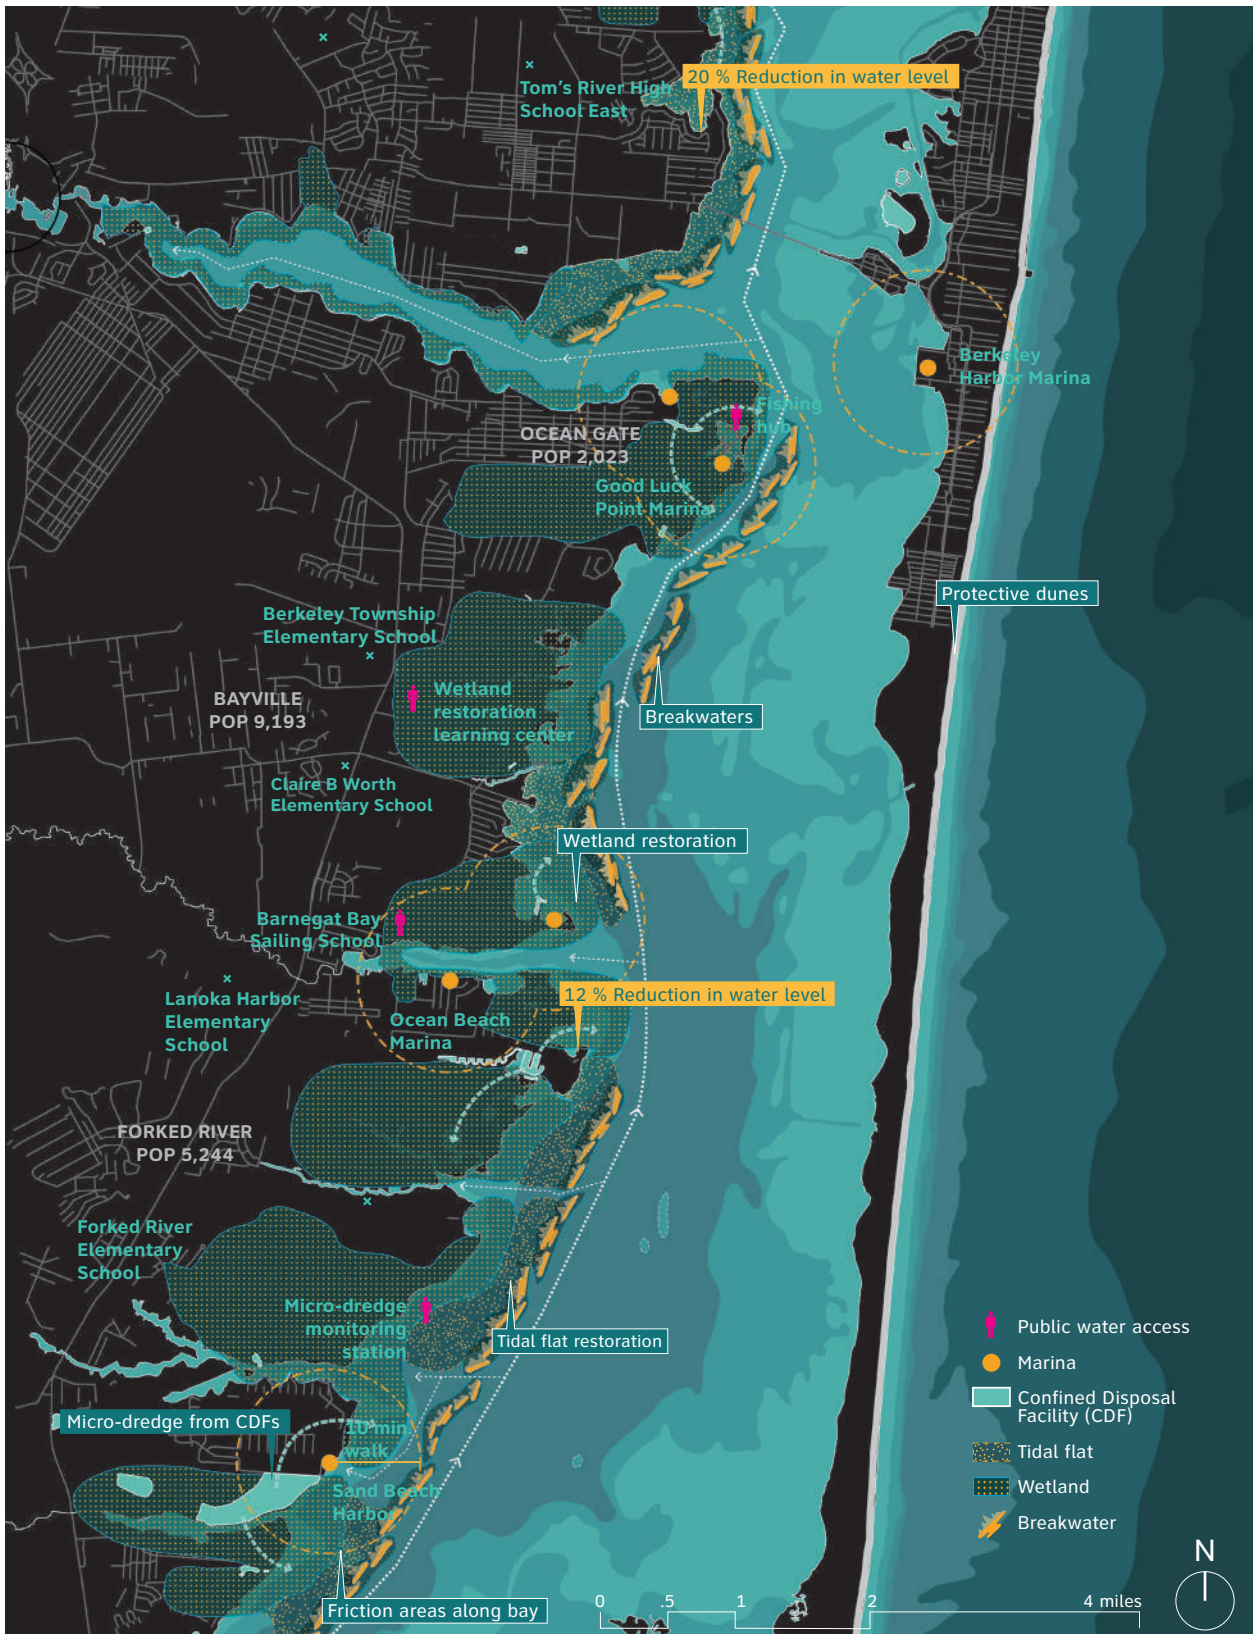 20 % Reduction in water level
Tom's River High
School East
Berkeley
Harbor Marina
Fishing
hub
OCEAN GATE
POP 2,023
Good Luck
Point Marina
Protective dunes
Berkeley Township
Elementary School
Wetland
restoration
learning center
BAYVILLE
POP 9,193
Breakwaters
Claire B Worth
Elementary School
Wetland restoration
Barnegat Bay
Sailing School
12 % Reduction in water level
Lanoka Harbor
Elementary
School
Ocean Beach
Marina
FORKED RIVER
POP 5,244
Forked River
Elementary
School
Micro-dredge
monitoring
station
Tidal flat restoration
Micro-dredge from CDFs
10 min
walk
Sand Beach
Harbor
Friction areas along bay
Public water access
Marina
Confined Disposal
Facility (CDF)
Tidal flat
Wetland
Breakwater
N
0 .5 1 2 4 miles